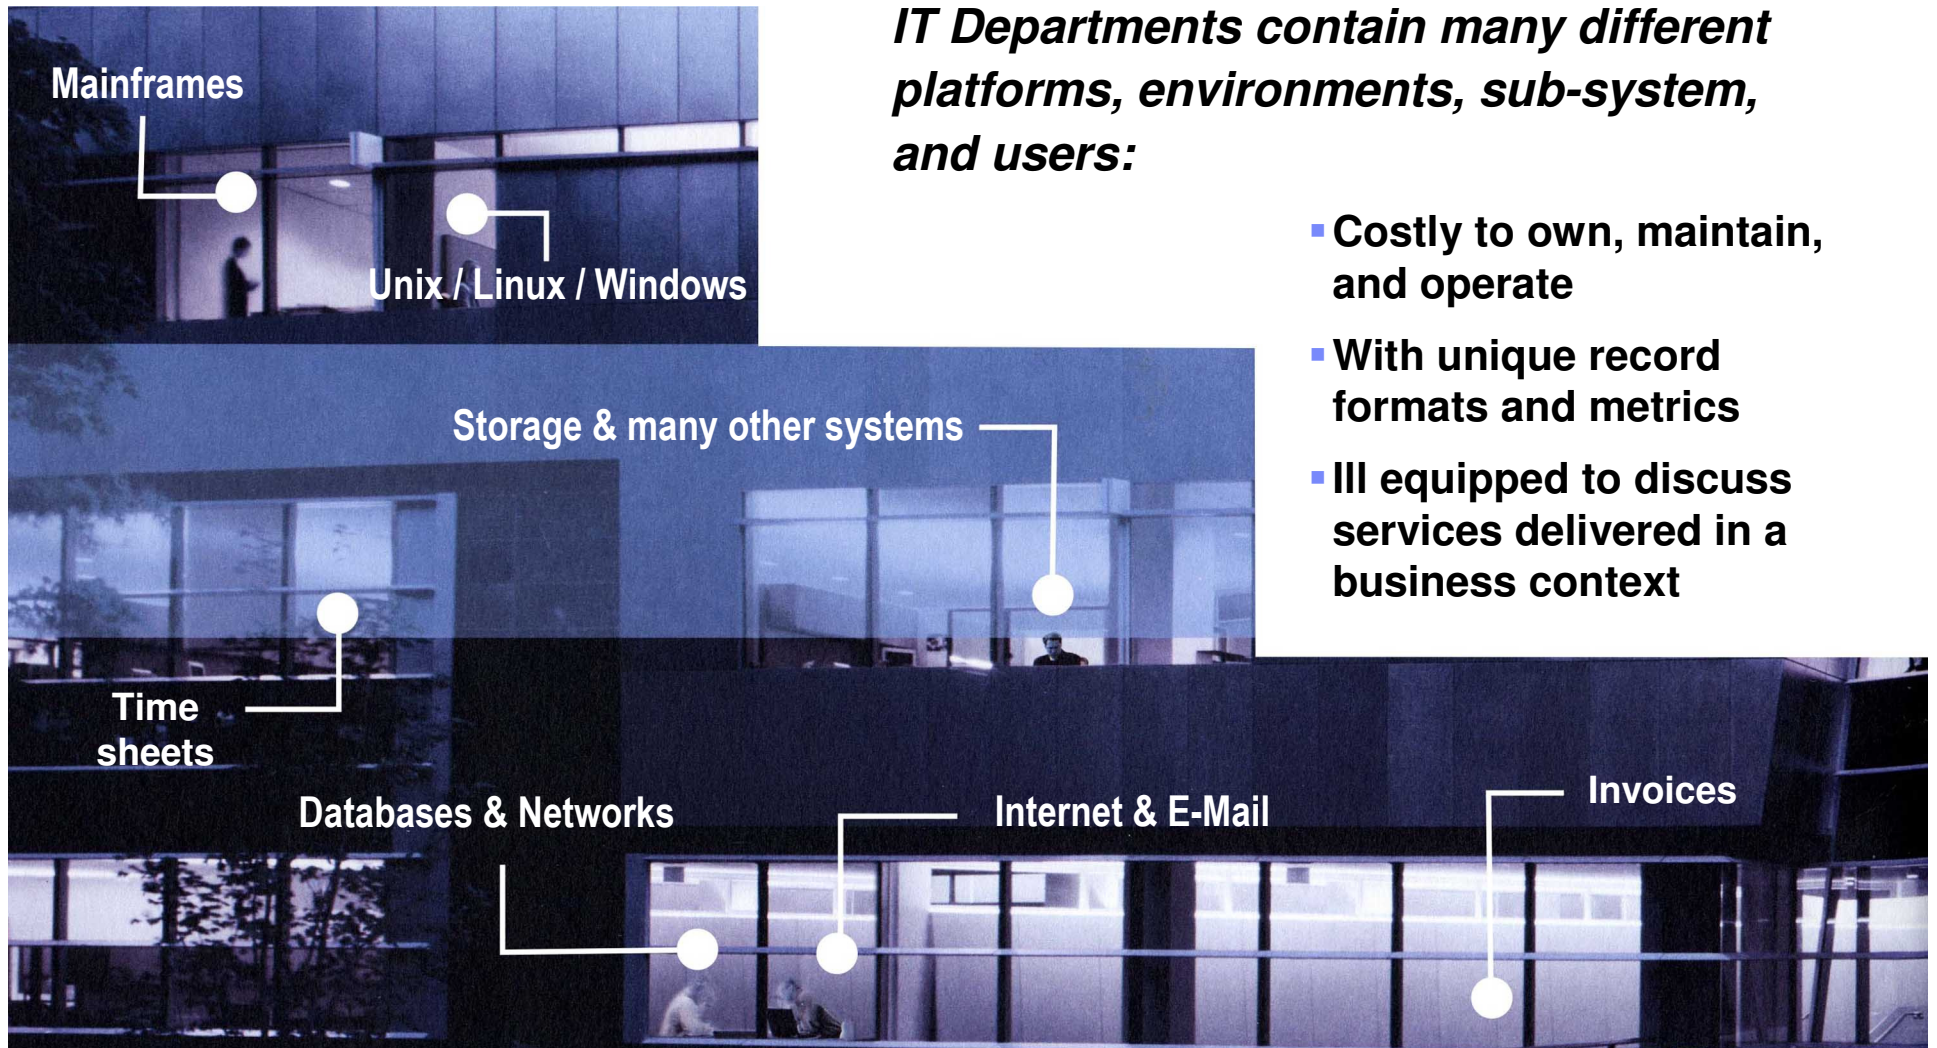 IT Departments contain many different
platforms, environments, sub-system,
and users:
Mainframes
Unix / Linux / Windows
▪Costly to own, maintain,
and operate
▪With unique record
formats and metrics
▪Ill equipped to discuss
services delivered in a
business context
Storage & many other systems
Time
sheets
Databases & Networks
Internet & E-Mail
Invoices